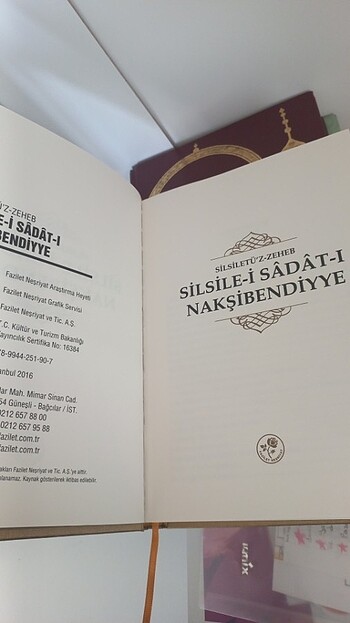 Ü'Z-ZEHEB
E-İ SÂDÂT-I
BENDİYYE
Fazilet Neşriyat Araştırma Heyeti
Fazilet Neşriyat Grafik Servisi
Fazilet Neşriyat ve Tic. A.Ş.
T.C. Kültür ve Turizm Bakanlığı
Yayıncılık Sertifika No: 16384
78-9944-251-90-7
tanbul 2016
lar Mah. Mimar Sinan Cad.
54 Güneşli - Bağcılar / İST.
0212 657 88 00
0212 657 95 88
fazilet.com.tr
fazilet.com.tr
akları Fazilet Neşriyat ve Tic. A.Ş.'ye aittir.
alanamaz. Kaynak gösterilerek iktibas edilebilir.
SİLSİLETÜ'Z-ZEHEB
SİLSİLE-İ SÂDÂT-I
NAKŞİBENDİYYE